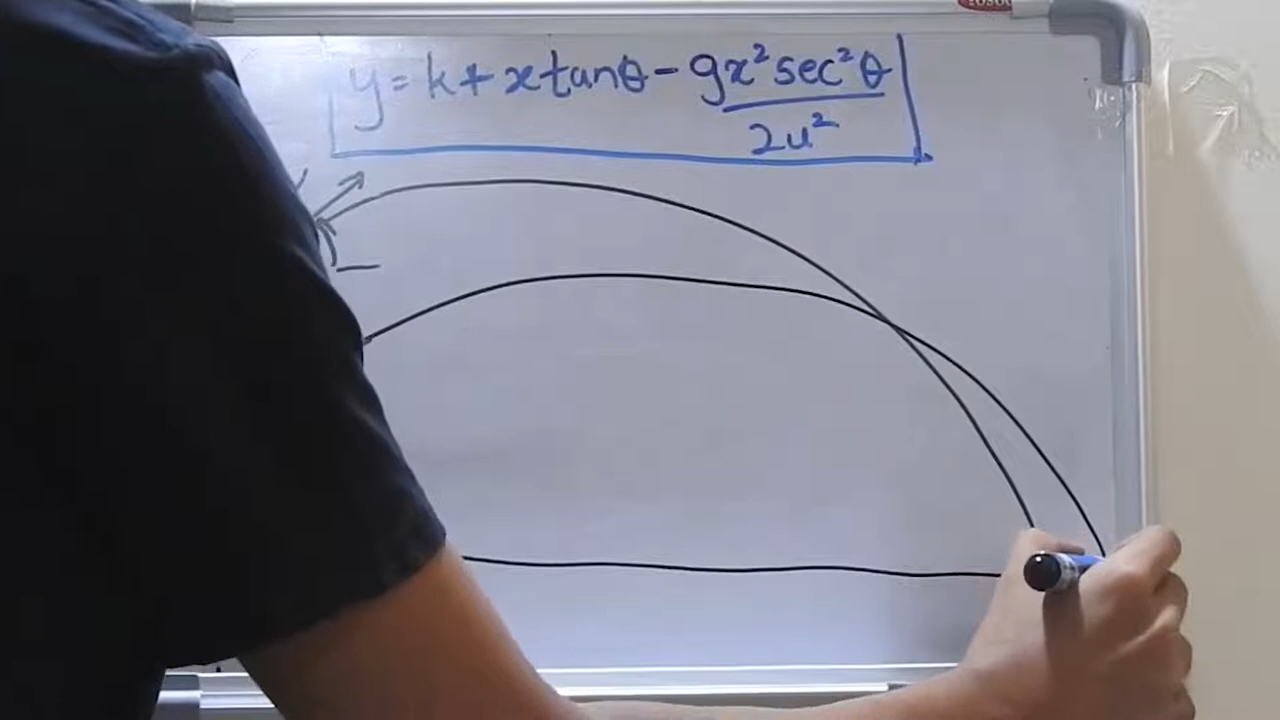 y = k + x tanθ - gx² sec²θ
2u²